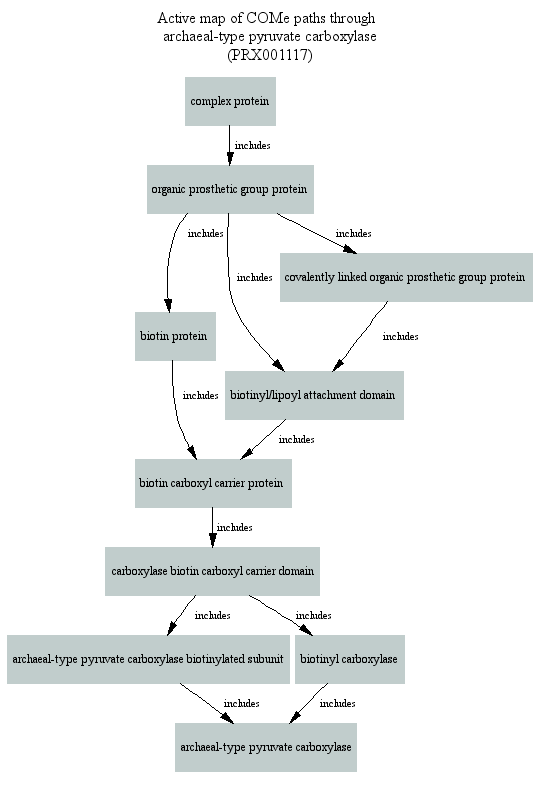 Active map of COMe paths through
archaeal-type pyruvate carboxylase
(PRX001117)
complex protein
includes
organic prosthetic group protein
includes
includes
includes
covalently linked organic prosthetic group protein
biotin protein
includes
biotinyl/lipoyl attachment domain
includes
includes
biotin carboxyl carrier protein
includes
carboxylase biotin carboxyl carrier domain
includes
includes
archaeal-type pyruvate carboxylase biotinylated subunit
biotinyl carboxylase
includes
includes
archaeal-type pyruvate carboxylase